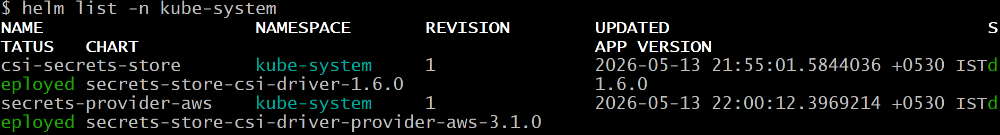 $ helm list -n kube-system
NAME                    NAMESPACE       REVISION        UPDATED                              S
TATUS   CHART                                           APP VERSION
csi-secrets-store       kube-system     1               2026-05-13 21:55:01.5844036 +0530 ISTd
eployed secrets-store-csi-driver-1.6.0                  1.6.0
secrets-provider-aws    kube-system     1               2026-05-13 22:00:12.3969214 +0530 ISTd
eployed secrets-store-csi-driver-provider-aws-3.1.0